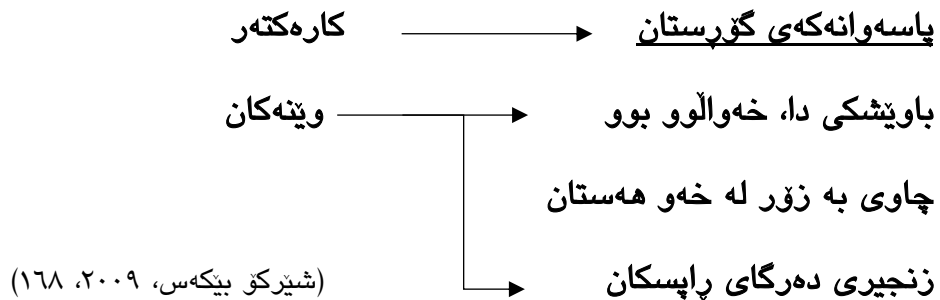 پاسەوانەکەی گۆڕستان کارەکتەر
باوێشکی دا، خەواڵوو بوو وێنەکان
چاوی بە زۆر لە خەو هەستان
زنجیری دەرگای ڕاپسکان (شێرکۆ بێکەس، ٢٠٠٩، ١٦٨)